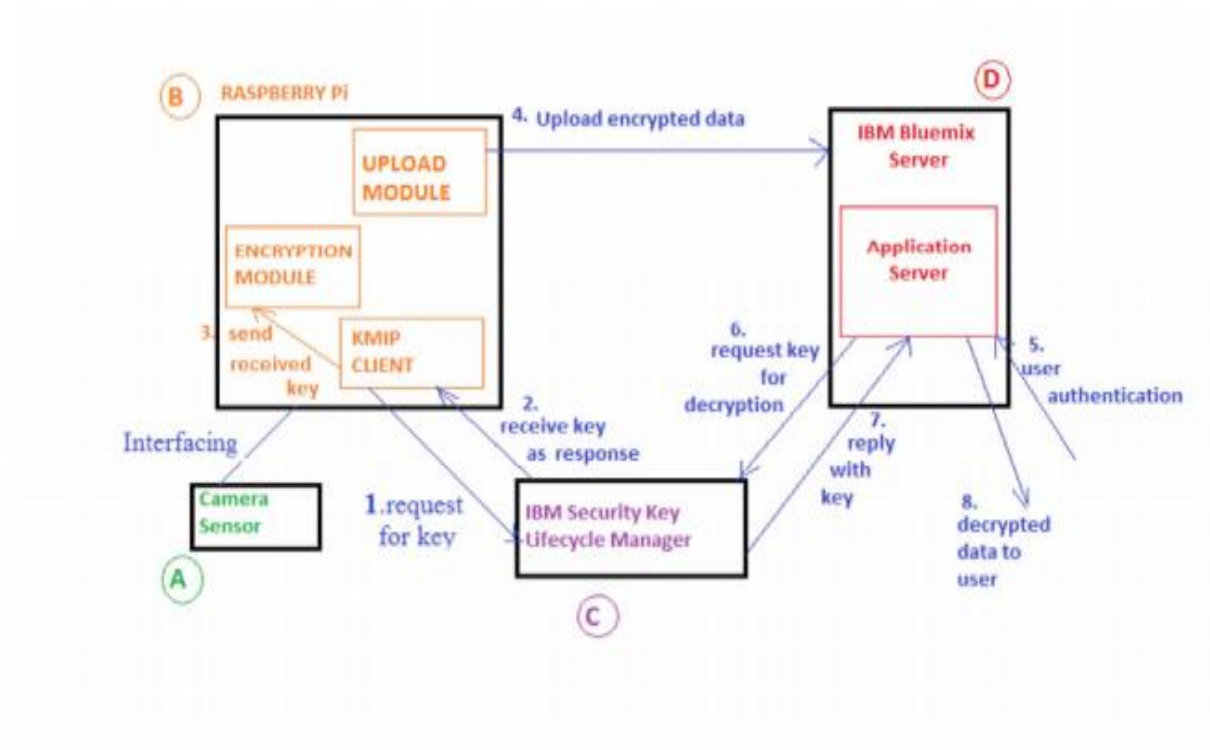 B
RASPBERRY Pi
D
4. Upload encrypted data
UPLOAD
MODULE
IBM Bluemix
Server
ENCRYPTION
MODULE
Application
Server
3. send
received
key
KMIP
CLIENT
6.
request key
for
decryption
5.
user
authentication
Interfacing
2.
receive key
as response
7.
reply
with
key
Camera
Sensor
1.request
for key
IBM Security Key
Lifecycle Manager
8.
decrypted
data to
user
A
C